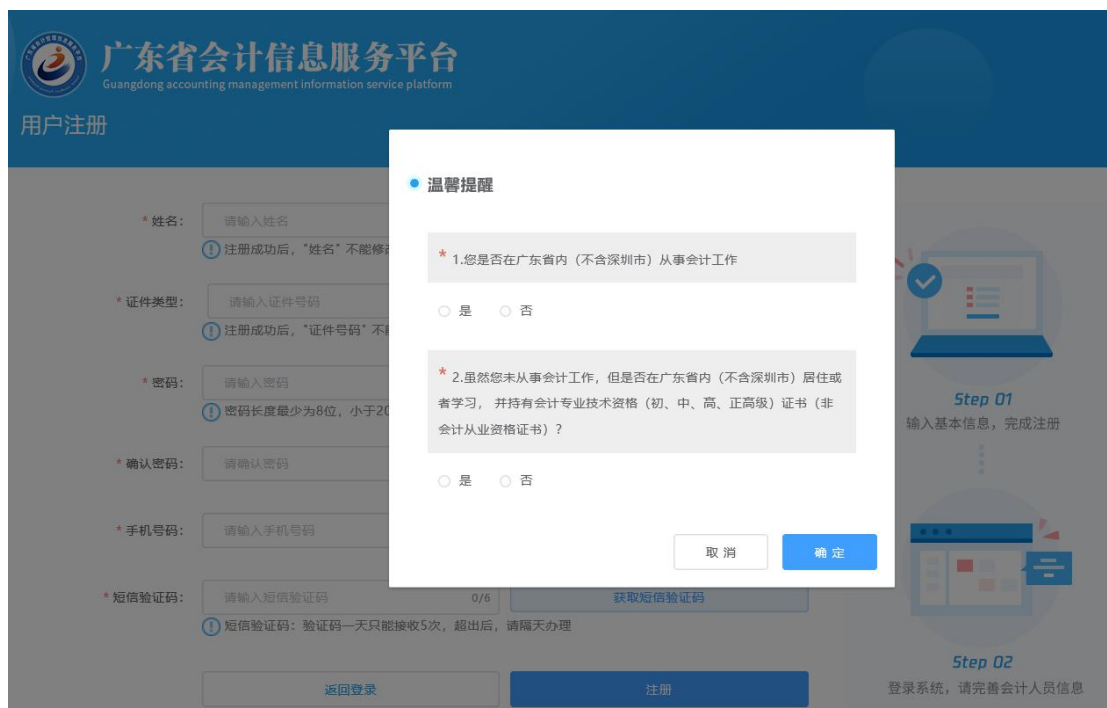 广东省会计信息服务平台
Guangdong accounting management information service platform
用户注册
温馨提醒
* 1.您是否在广东省内（不含深圳市）从事会计工作
是 否
* 2.虽然您未从事会计工作，但是否在广东省内（不含深圳市）居住或
者学习， 并持有会计专业技术资格（初、中、高、正高级）证书（非
会计从业资格证书）？
是 否
取 消 确 定
* 姓名： 请输入姓名
注册成功后，"姓名" 不能修
* 证件类型： 请输入证件号码
注册成功后，"证件号码" 不
* 密码： 请输入密码
密码长度最少为8位，小于20
* 确认密码： 请确认密码
* 手机号码： 请输入手机号码
* 短信验证码： 请输入短信验证码 0/6 获取短信验证码
短信验证码：验证码一天只能接收5次，超出后，请隔天办理
返回登录 注册
Step 01
输入基本信息，完成注册
Step 02
登录系统，请完善会计人员信息